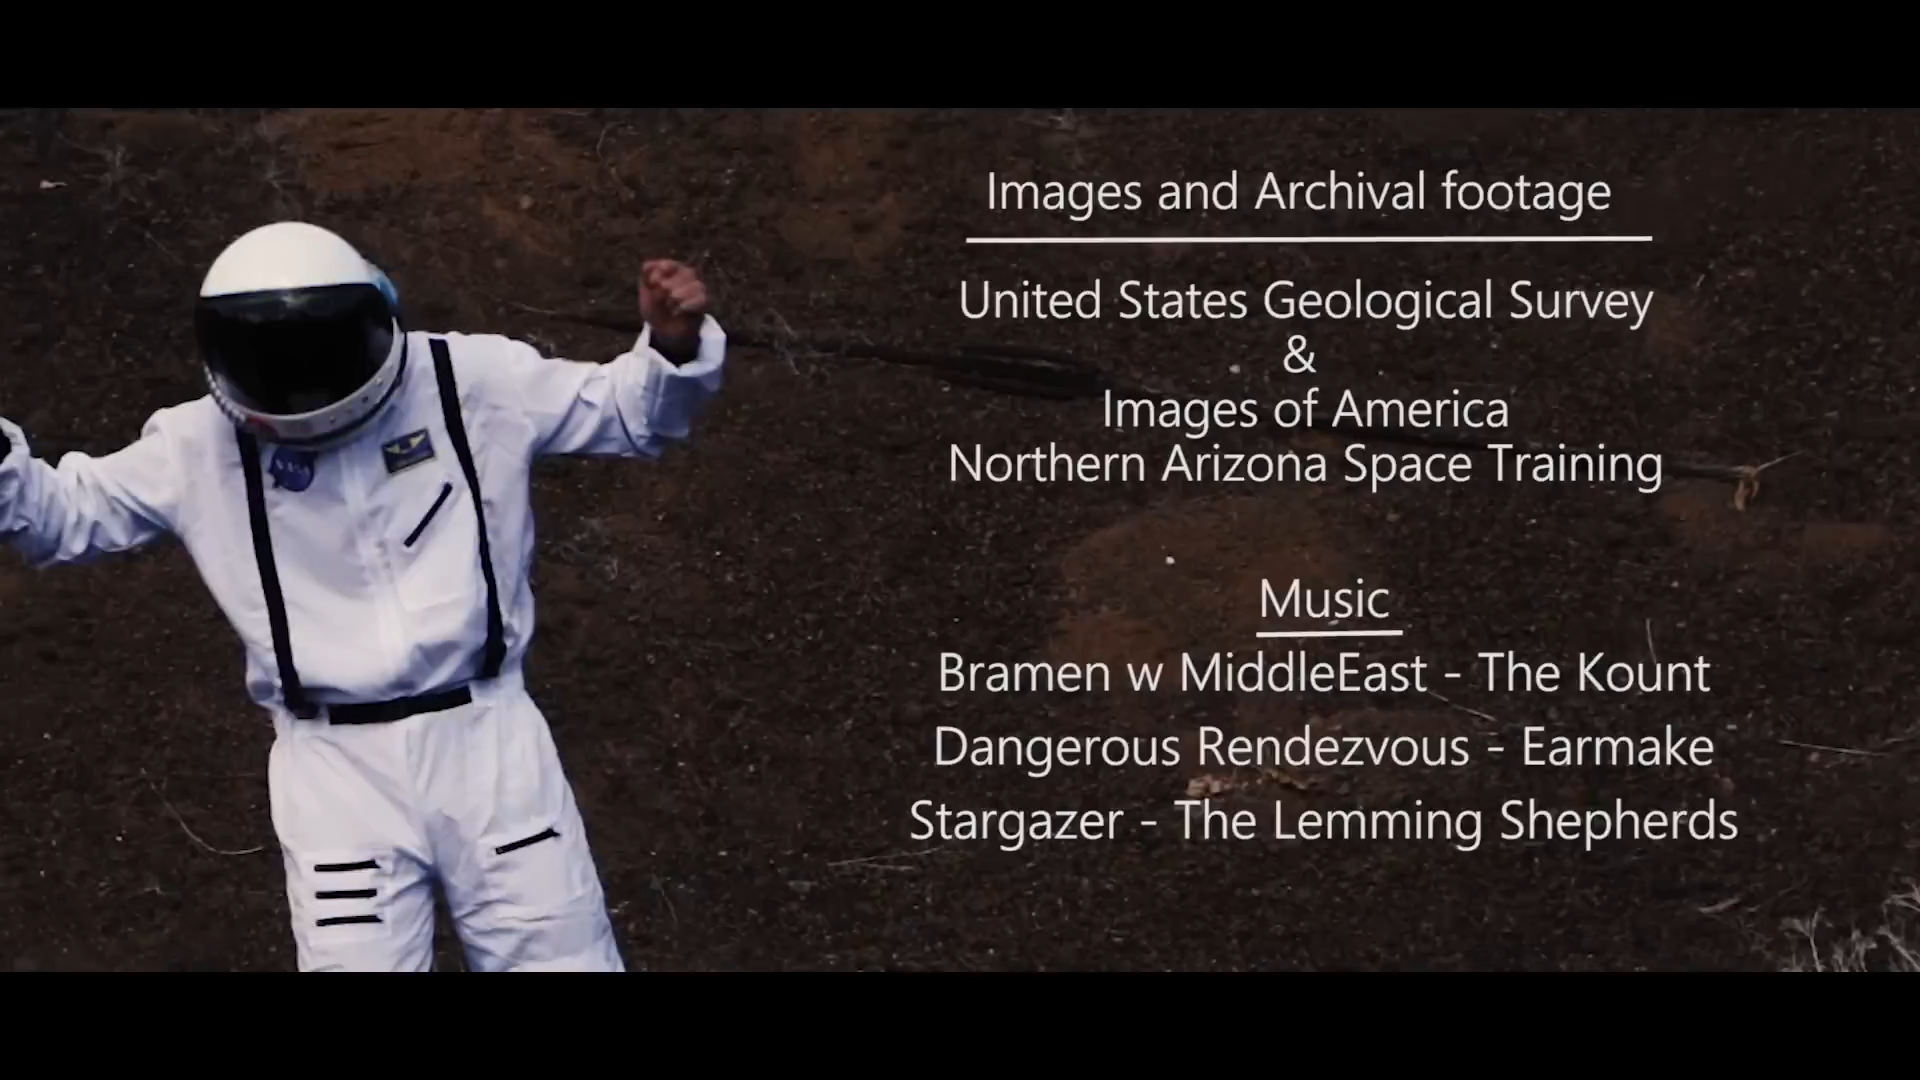 Images and Archival footage
United States Geological Survey
&
Images of America
Northern Arizona Space Training
Music
Bramen w MiddleEast - The Kount
Dangerous Rendezvous - Earmake
Stargazer - The Lemming Shepherds
NASA